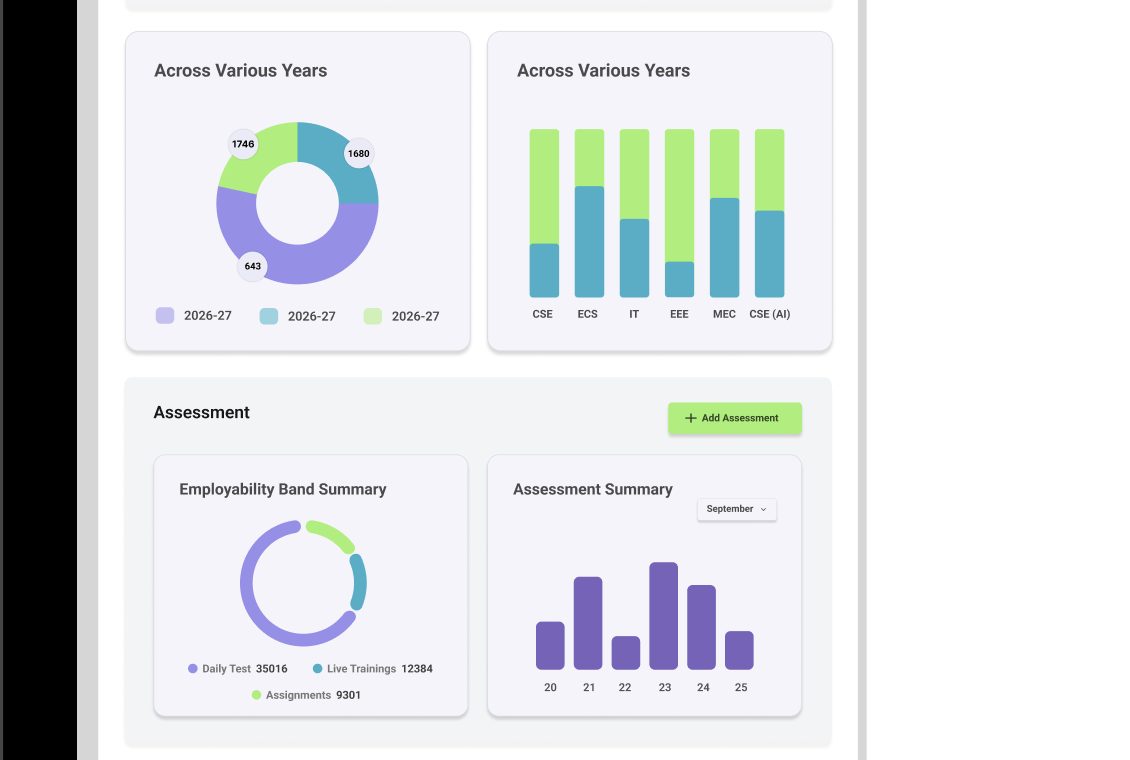 Across Various Years
1746
1680
643
2026-27 2026-27 2026-27
Across Various Years
CSE ECS IT EEE MEC CSE (AI)
Assessment
+ Add Assessment
Employability Band Summary
Daily Test 35016 Live Trainings 12384
Assignments 9301
Assessment Summary
September
20 21 22 23 24 25